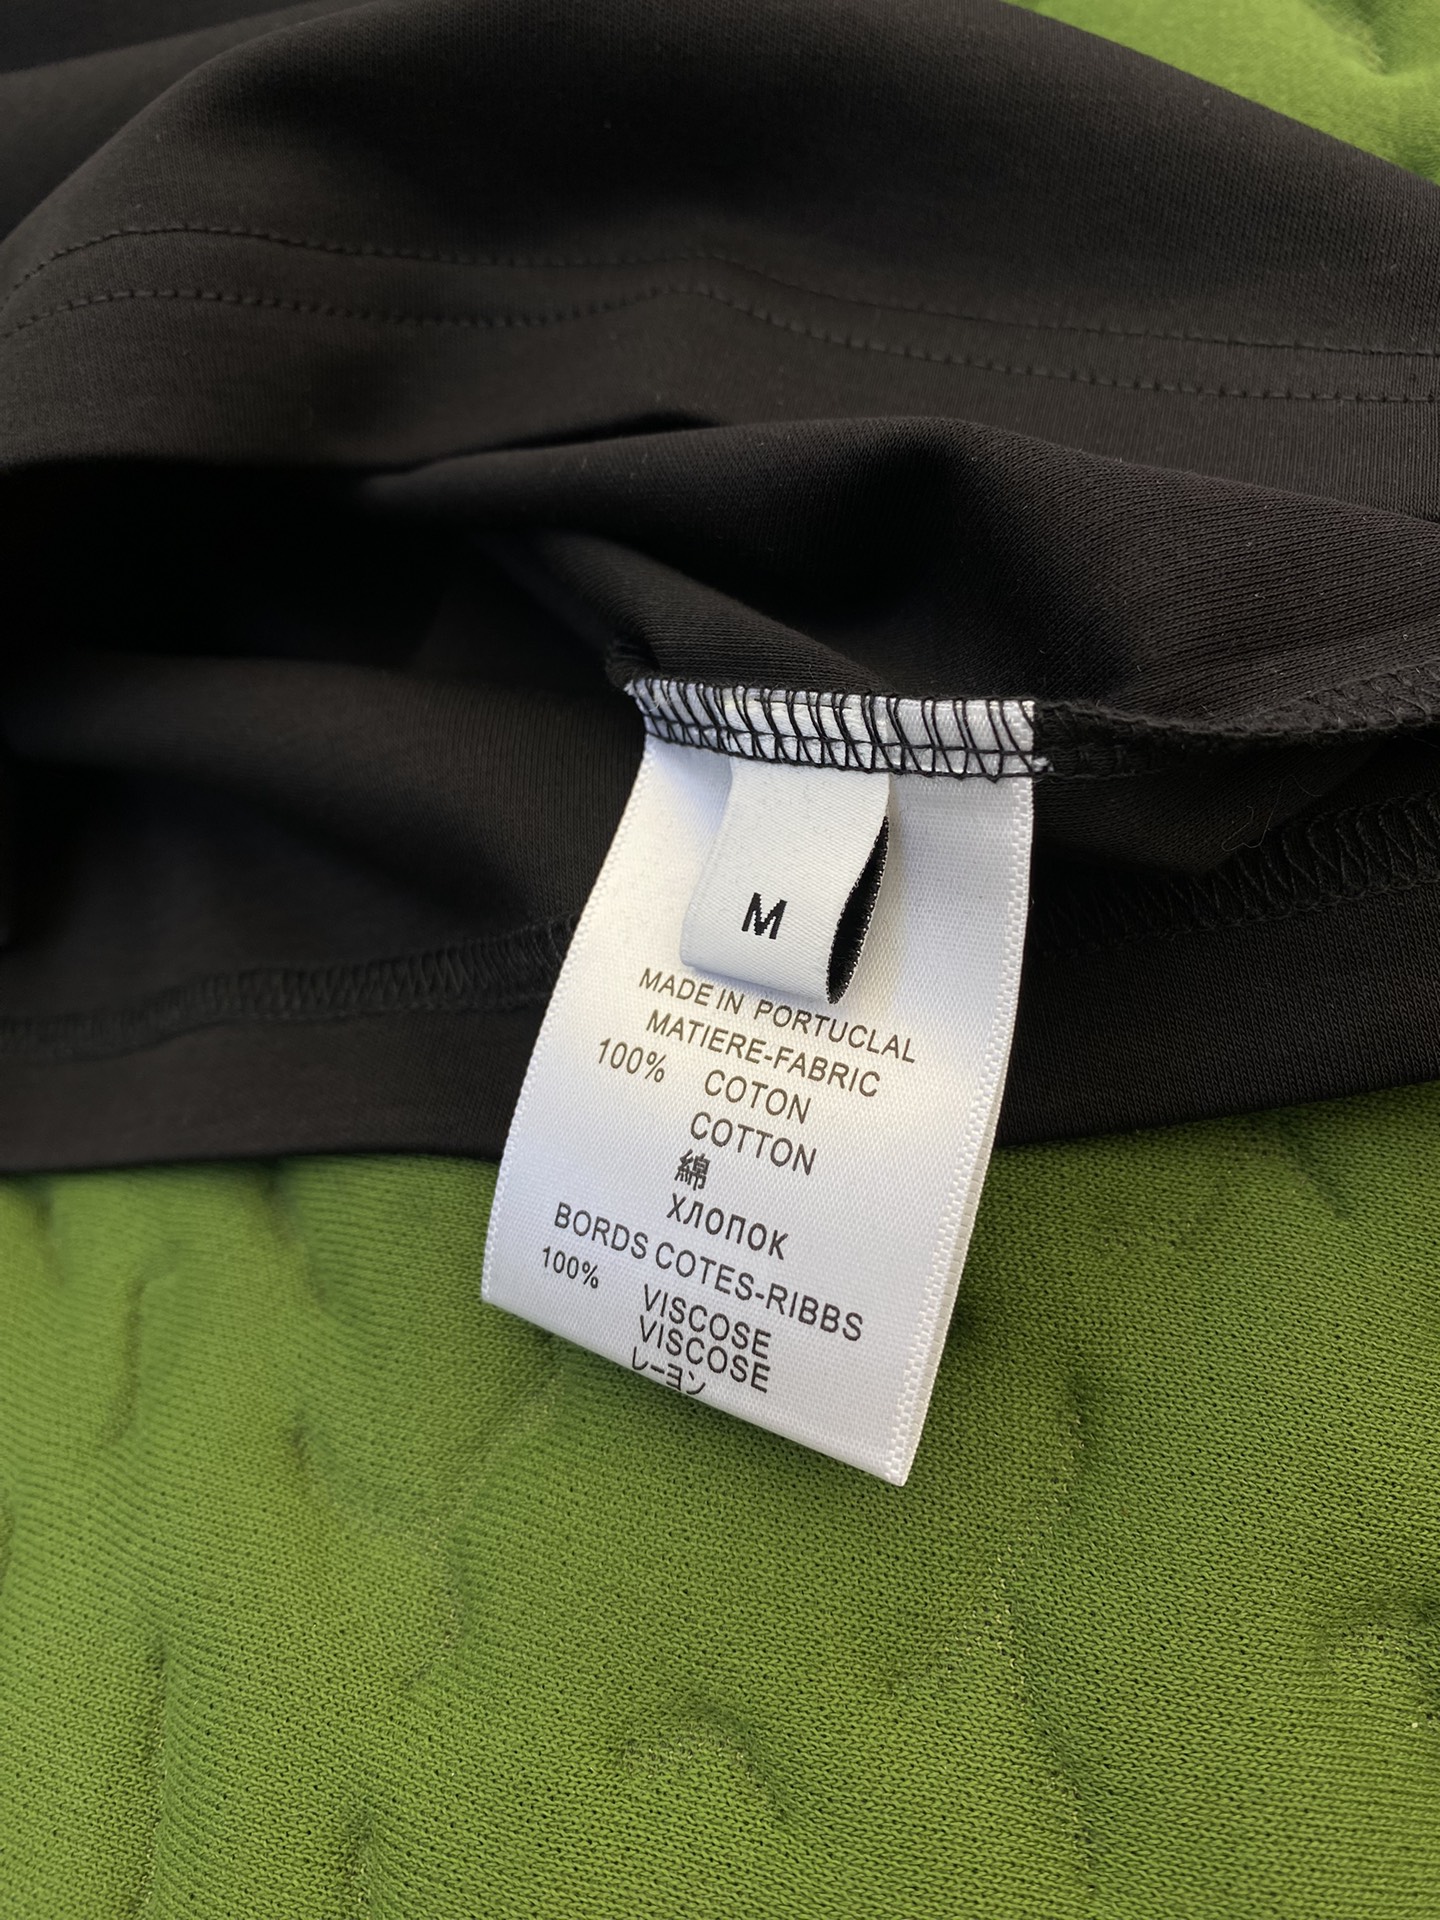 M
MADE IN PORTUCLAL
MATIERE-FABRIC
100% COTON
COTTON
綿
ХЛОПОК
BORDS COTES-RIBBS
100% VISCOSE
VISCOSE
レーヨン